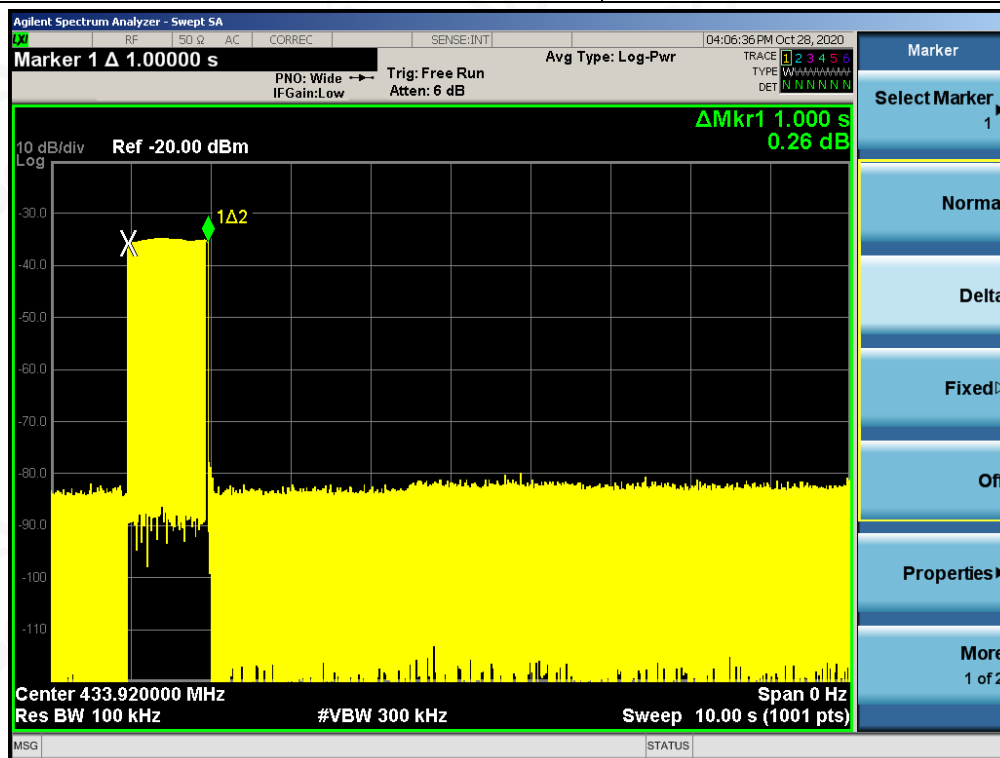 Agilent Spectrum Analyzer - Swept SA
LXI RF 50 Ω AC CORREC SENSE:INT 04:06:36 PM Oct 28, 2020
Marker 1 Δ 1.00000 s
PNO: Wide
IFGain:Low
Trig: Free Run
Atten: 6 dB
Avg Type: Log-Pwr
TRACE 1 2 3 4 5 6
TYPE
DET N N N N N N
ΔMkr1 1.000 s
0.26 dB
10 dB/div
Log
Ref -20.00 dBm
-30.0
-40.0
-50.0
-60.0
-70.0
-80.0
-90.0
-100
-110
1Δ2
Center 433.920000 MHz
Span 0 Hz
Res BW 100 kHz
#VBW 300 kHz
Sweep 10.00 s (1001 pts)
MSG
STATUS
Marker
Select Marker
1
Norma
Delta
Fixed
Off
Properties
More
1 of 2